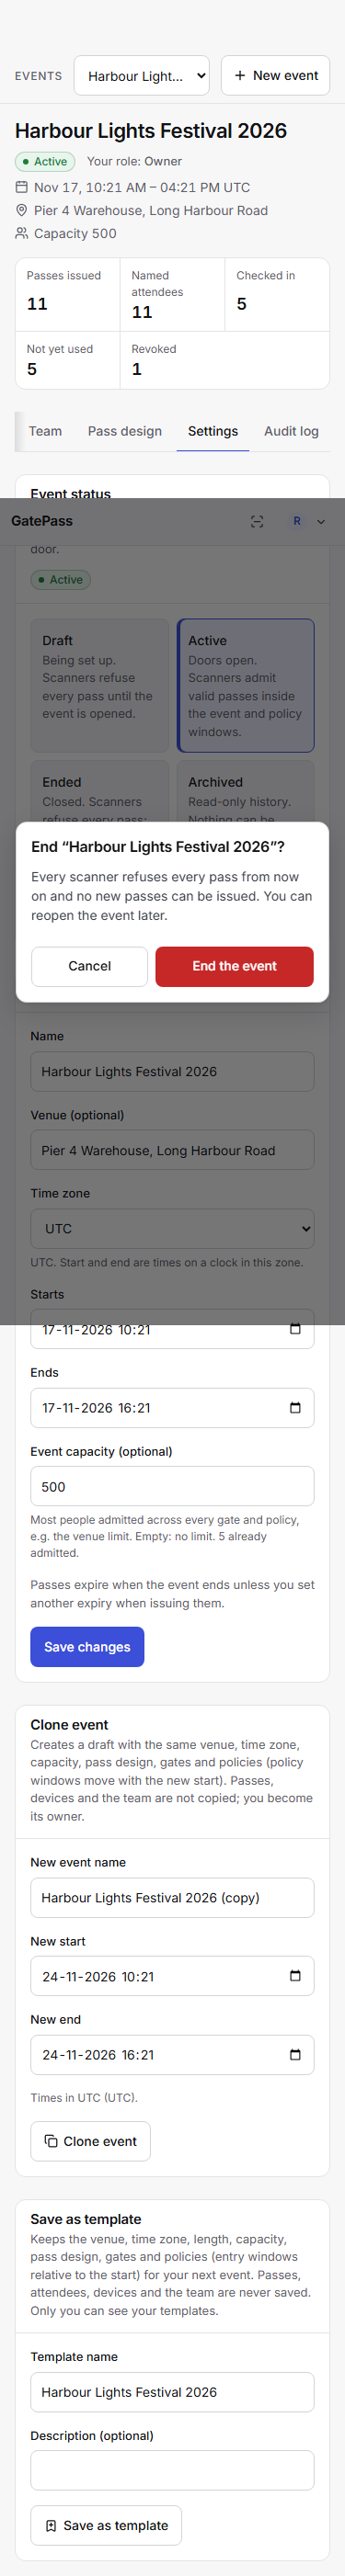 EVENTS
Harbour Light...
New event
Harbour Lights Festival 2026
Active
Your role: Owner
Nov 17, 10:21 AM – 04:21 PM UTC
Pier 4 Warehouse, Long Harbour Road
Capacity 500
Passes issued
11
Named
attendees
11
Checked in
5
Not yet used
5
Revoked
1
Team
Pass design
Settings
Audit log
Event status
GatePass
R
door.
Active
Draft
Being set up.
Scanners refuse
every pass until the
event is opened.
Active
Doors open.
Scanners admit
valid passes inside
the event and policy
windows.
Ended
Closed. Scanners
refuse every pass;
Archived
Read-only history.
Nothing can be
End “Harbour Lights Festival 2026”?
Every scanner refuses every pass from now
on and no new passes can be issued. You can
reopen the event later.
Cancel
End the event
Name
Harbour Lights Festival 2026
Venue (optional)
Pier 4 Warehouse, Long Harbour Road
Time zone
UTC
UTC. Start and end are times on a clock in this zone.
Starts
17-11-2026 10:21
Ends
17-11-2026 16:21
Event capacity (optional)
500
Most people admitted across every gate and policy,
e.g. the venue limit. Empty: no limit. 5 already
admitted.
Passes expire when the event ends unless you set
another expiry when issuing them.
Save changes
Clone event
Creates a draft with the same venue, time zone,
capacity, pass design, gates and policies (policy
windows move with the new start). Passes,
devices and the team are not copied; you become
its owner.
New event name
Harbour Lights Festival 2026 (copy)
New start
24-11-2026 10:21
New end
24-11-2026 16:21
Times in UTC (UTC).
Clone event
Save as template
Keeps the venue, time zone, length, capacity,
pass design, gates and policies (entry windows
relative to the start) for your next event. Passes,
attendees, devices and the team are never saved.
Only you can see your templates.
Template name
Harbour Lights Festival 2026
Description (optional)
Save as template